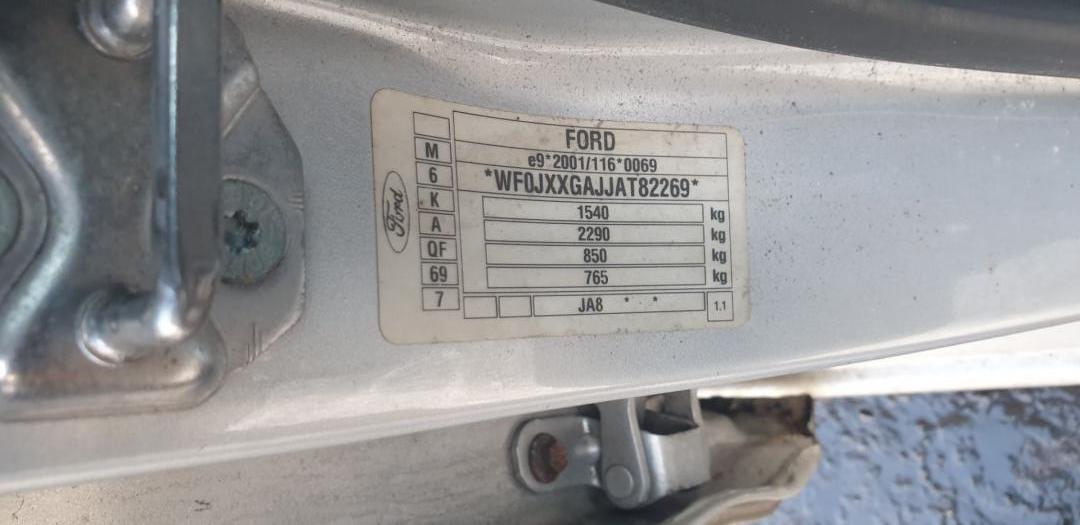 Ford
M
6
K
A
QF
69
7
FORD
e9*2001/116*0069
*WF0JXXGAJJAT82269*
1540 kg
2290 kg
850 kg
765 kg
JA8 * * 1.1